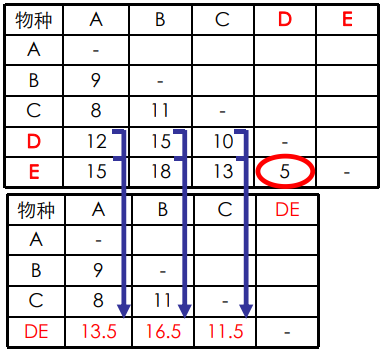 物种 A B C D E
A -
B 9 -
C 8 11 -
D 12 15 10 -
E 15 18 13 5 -
物种 A B C DE
A -
B 9 -
C 8 11 -
DE 13.5 16.5 11.5 -